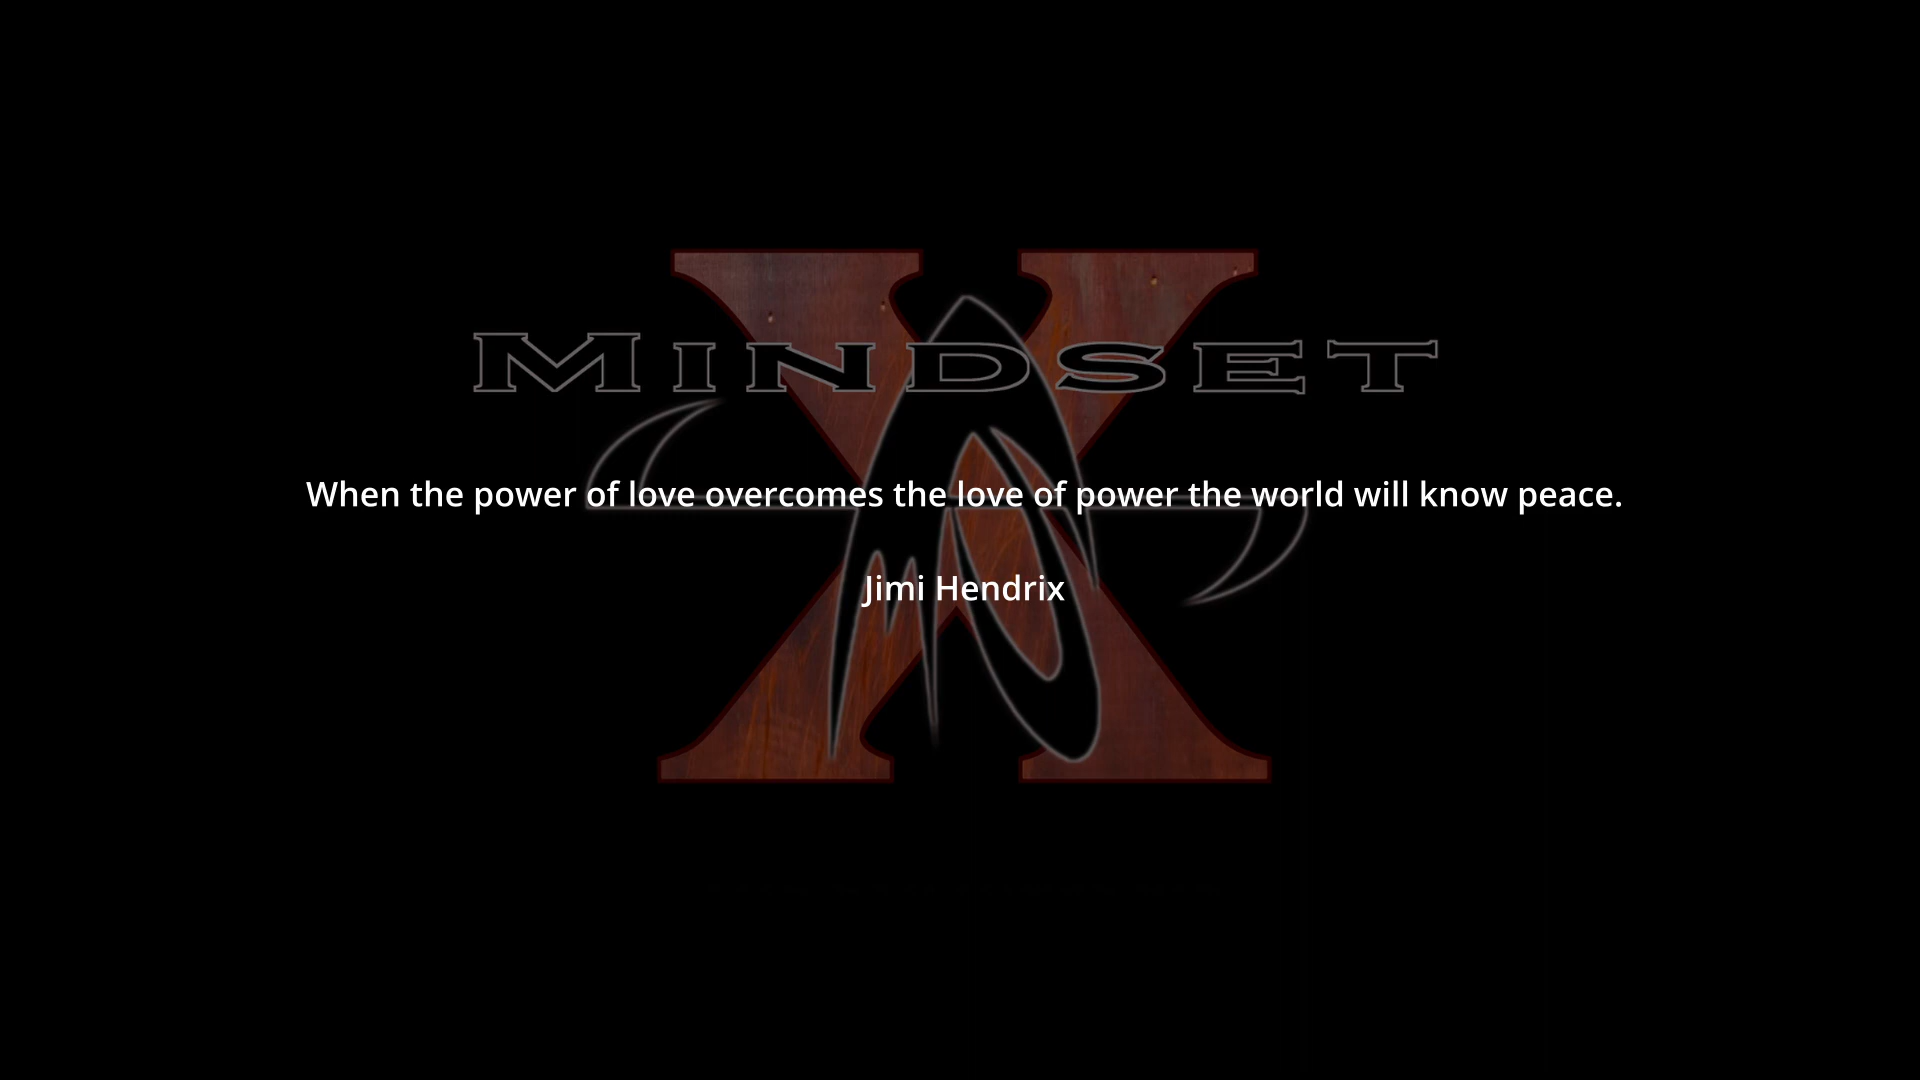 Mindset
When the power of love overcomes the love of power the world will know peace.
Jimi Hendrix